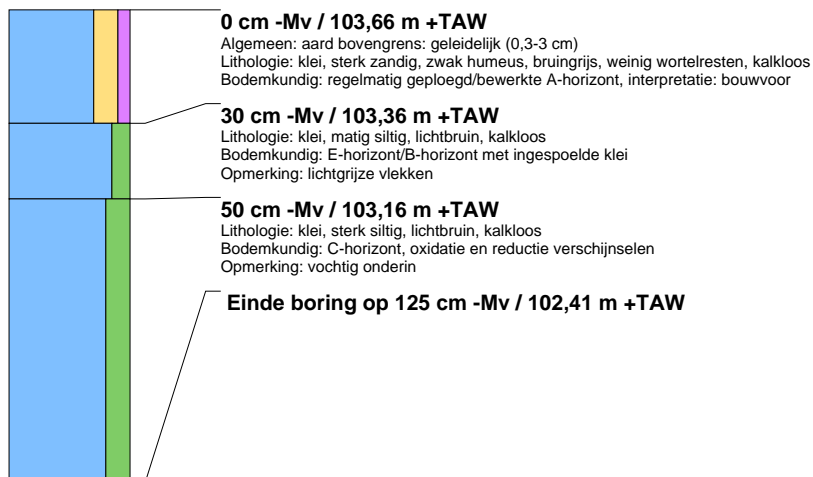 0 cm -Mv / 103,66 m +TAW
Algemeen: aard bovengrens: geleidelijk (0,3-3 cm)
Lithologie: klei, sterk zandig, zwak humeus, bruingrijs, weinig wortelresten, kalkloos
Bodemkundig: regelmatig geploegd/bewerkte A-horizont, interpretatie: bouwvoor
30 cm -Mv / 103,36 m +TAW
Lithologie: klei, matig siltig, lichtbruin, kalkloos
Bodemkundig: E-horizont/B-horizont met ingespoelde klei
Opmerking: lichtgrijze vlekken
50 cm -Mv / 103,16 m +TAW
Lithologie: klei, sterk siltig, lichtbruin, kalkloos
Bodemkundig: C-horizont, oxidatie en reductie verschijnselen
Opmerking: vochtig onderin
Einde boring op 125 cm -Mv / 102,41 m +TAW